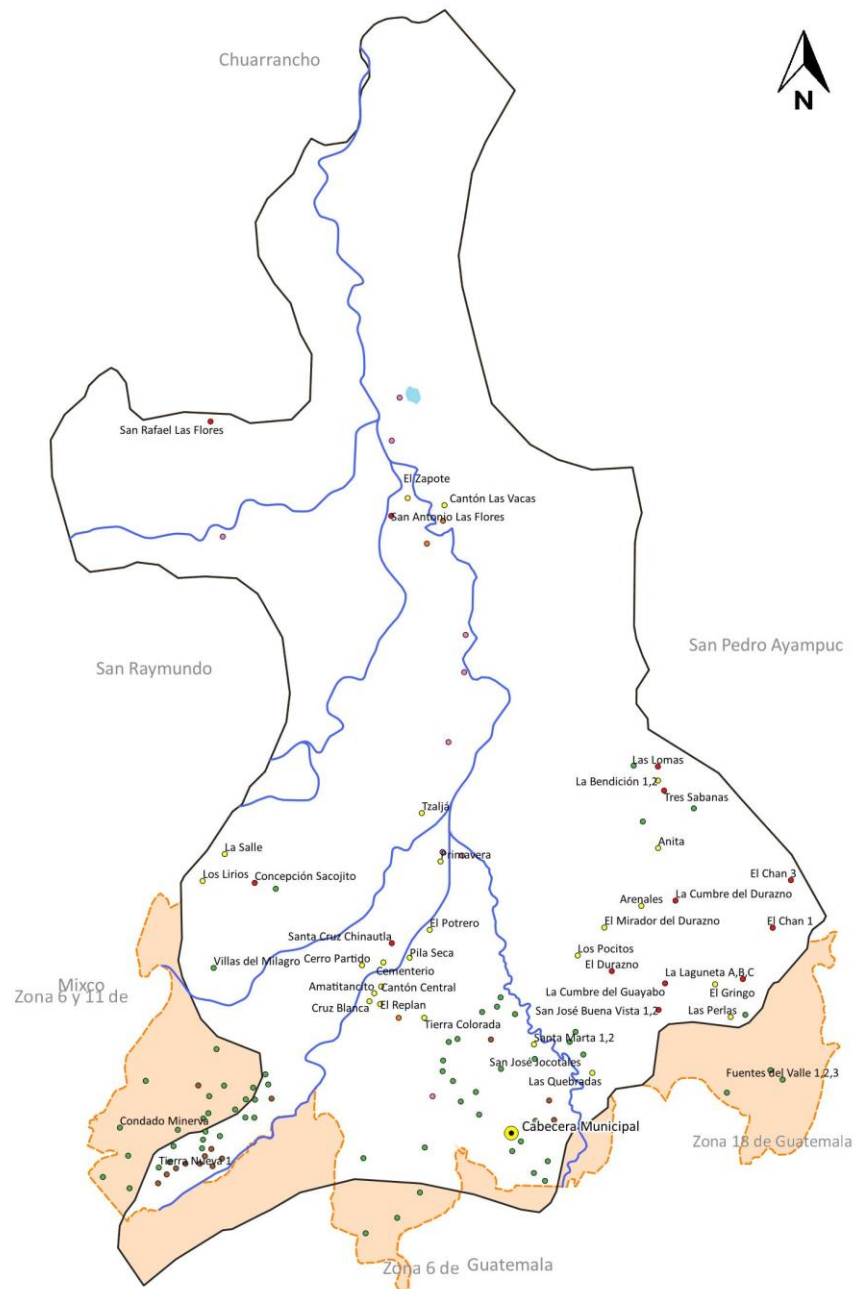 Chuarrancho
N
San Rafael Las Flores
El Zapote
Cantón Las Vacas
San Antonio Las Flores
San Pedro Ayampuc
San Raymundo
Las Lomas
La Bendición 1,2
Tres Sabanas
Tzaljá
Anita
La Salle
Primavera
Los Lirios
Concepción Sacojito
El Chan 3
La Cumbre del Durazno
Arenales
El Potrero
El Mirador del Durazno
El Chan 1
Santa Cruz Chinautla
Los Pocitos
Pila Seca
Villas del Milagro
Cerro Partido
El Durazno
Cementerio
La Laguneta A,B,C
Mixco
Zona 6 y 11 de
Amatitancito
Cantón Central
La Cumbre del Guayabo
El Gringo
Cruz Blanca
El Replan
San José Buena Vista 1,2
Las Perlas
Tierra Colorada
Santa Marta 1,2
San José Jocotales
Fuentes del Valle 1,2,3
Las Quebradas
Condado Minerva
Cabecera Municipal
Zona 18 de Guatemala
Tierra Nueva 1
Zona 6 de Guatemala